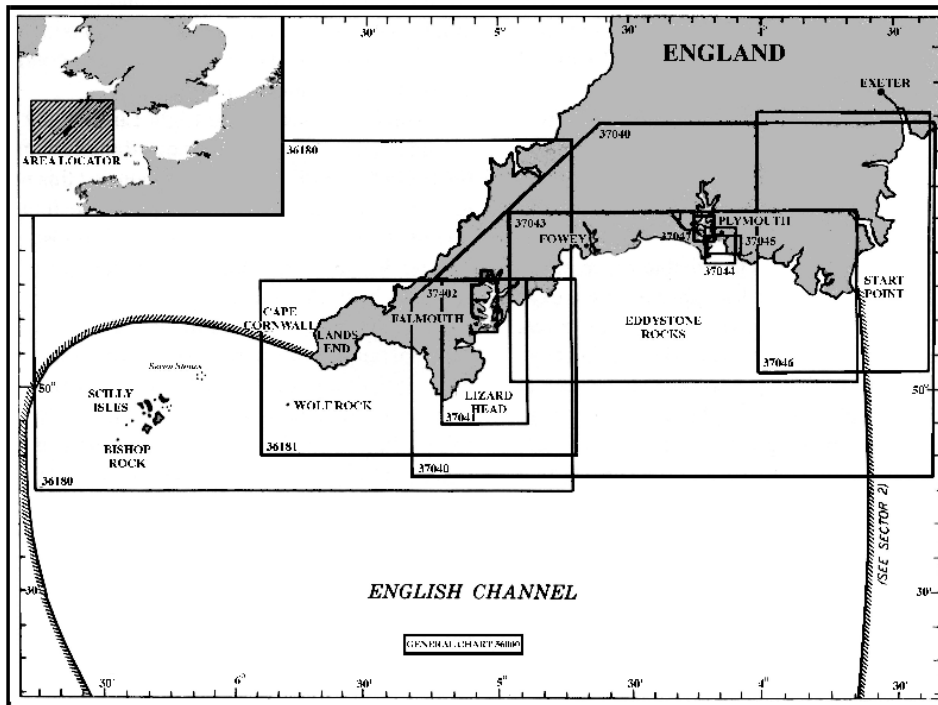 30'
5°
30'
4°
30'
ENGLAND
EXETER
AREA LOCATOR
36180
37040
37043
FOWEY
PLYMOUTH
37047
37045
37044
START
POINT
37402
FALMOUTH
CAPE
CORNWALL
LANDS
END
EDDYSTONE
ROCKS
37046
Seven Stones
50°
50°
SCILLY
ISLES
WOLF ROCK
LIZARD
HEAD
37041
BISHOP
ROCK
36181
37040
36180
(SEE SECTOR 2)
30'
30'
ENGLISH CHANNEL
GENERAL CHART 36000
6°
30'
5°
30'
4°
30'